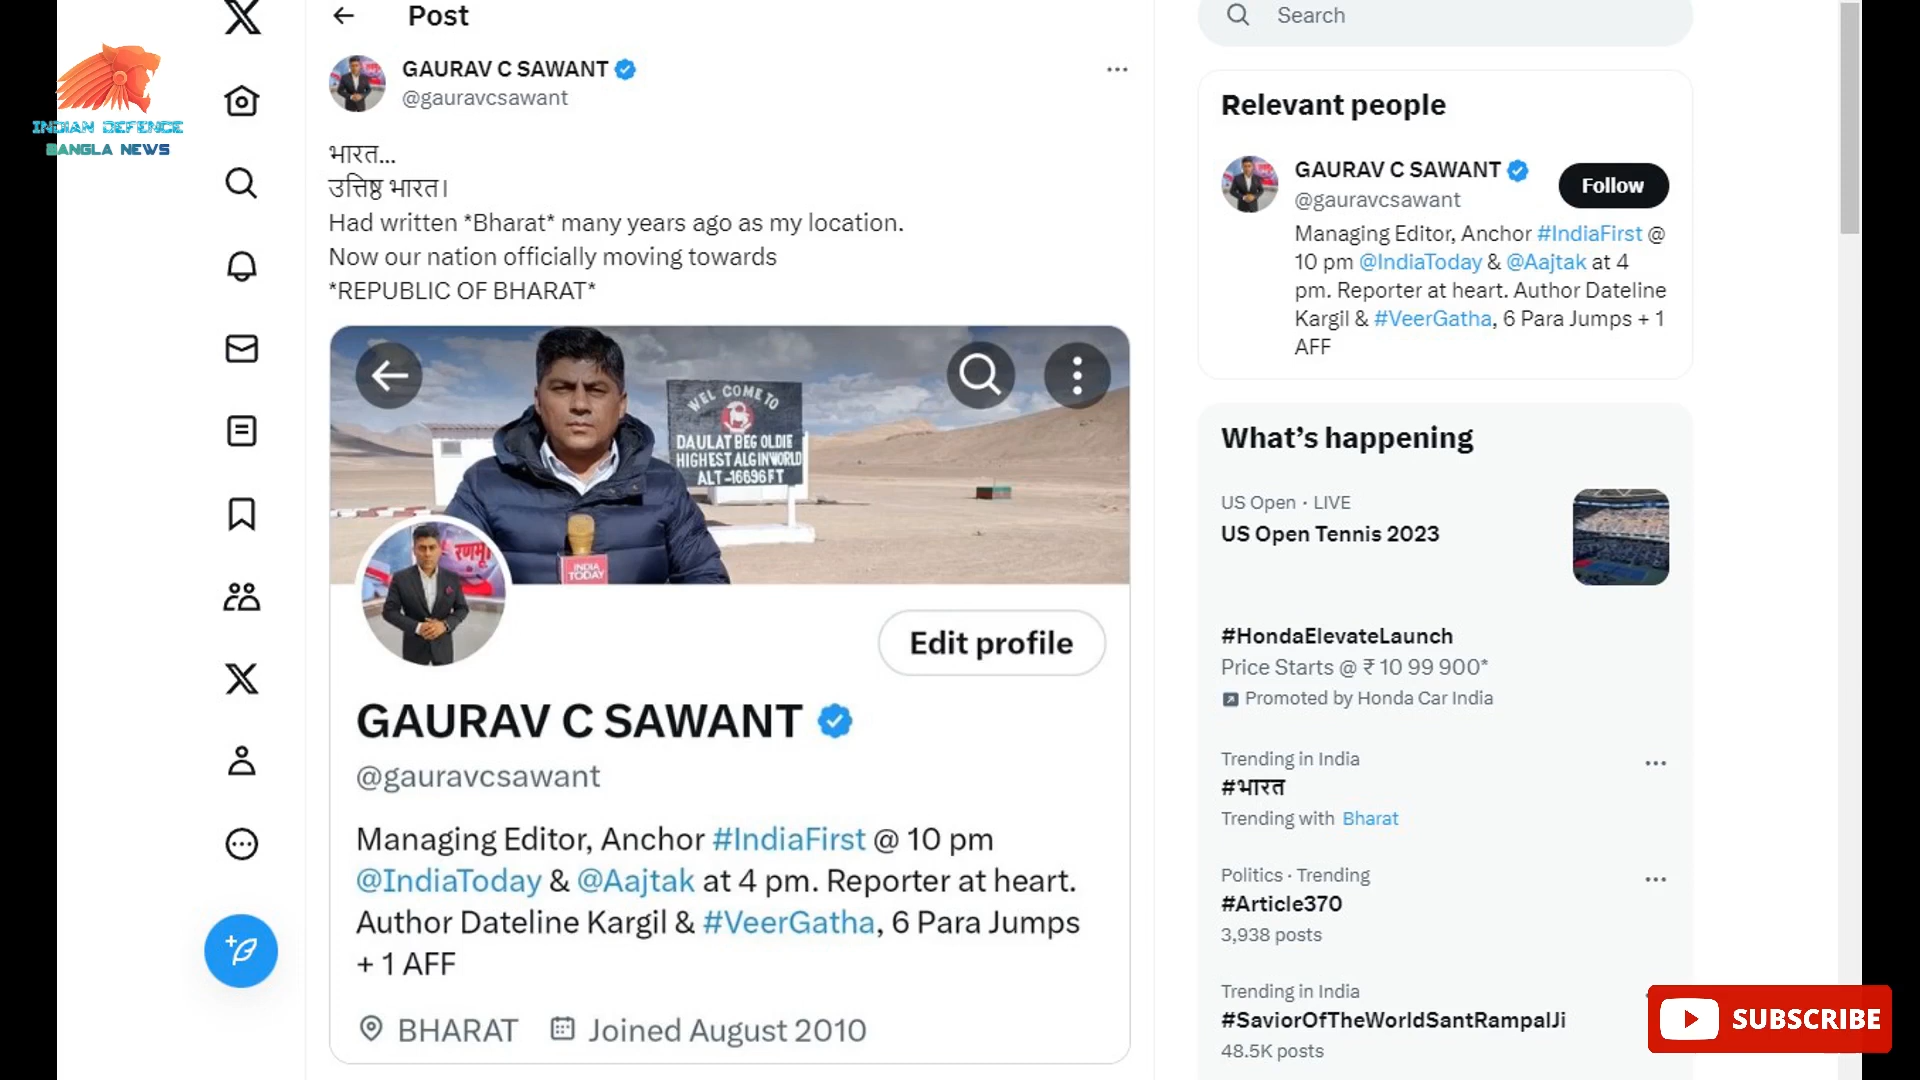 Post
Search
GAURAV C SAWANT
@gauravcsawant
भारत...
उत्तिष्ठ भारत।
Had written *Bharat* many years ago as my location.
Now our nation officially moving towards
*REPUBLIC OF BHARAT*
INDIAN DEFENCE
BANGLA NEWS
WEL COME TO
DAULAT BEG OLDIE
HIGHEST ALG IN WORLD
ALT -16696 FT
INDIA
TODAY
Edit profile
GAURAV C SAWANT
@gauravcsawant
Managing Editor, Anchor #IndiaFirst @ 10 pm
@IndiaToday & @Aajtak at 4 pm. Reporter at heart.
Author Dateline Kargil & #VeerGatha, 6 Para Jumps
+ 1 AFF
BHARAT Joined August 2010
Relevant people
GAURAV C SAWANT
@gauravcsawant
Follow
Managing Editor, Anchor #IndiaFirst @
10 pm @IndiaToday & @Aajtak at 4
pm. Reporter at heart. Author Dateline
Kargil & #VeerGatha, 6 Para Jumps + 1
AFF
What's happening
US Open · LIVE
US Open Tennis 2023
#HondaElevateLaunch
Price Starts @ ₹ 10 99 900*
Promoted by Honda Car India
Trending in India
#भारत
Trending with Bharat
Politics · Trending
#Article370
3,938 posts
Trending in India
#SaviorOfTheWorldSantRampalJi
48.5K posts
SUBSCRIBE